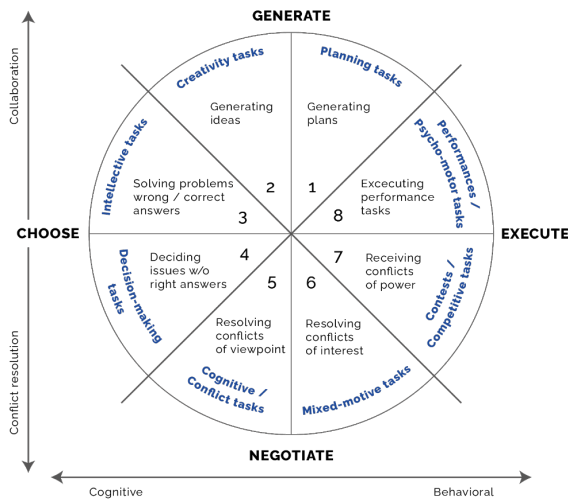 GENERATE
Collaboration
Creativity tasks
Planning tasks
Generating
ideas
Generating
plans
Intellective tasks
Performances /
Psycho-motor tasks
Solving problems
wrong / correct
answers
2
1
Excecuting
performance
tasks
3
8
CHOOSE
EXECUTE
Deciding
issues w/o
right answers
4
7
Receiving
conflicts
of power
5
6
Decision-making
tasks
Contests /
Competitive tasks
Resolving
conflicts
of viewpoint
Resolving
conflicts
of interest
Cognitive /
Conflict tasks
Mixed-motive tasks
Conflict resolution
NEGOTIATE
Cognitive
Behavioral